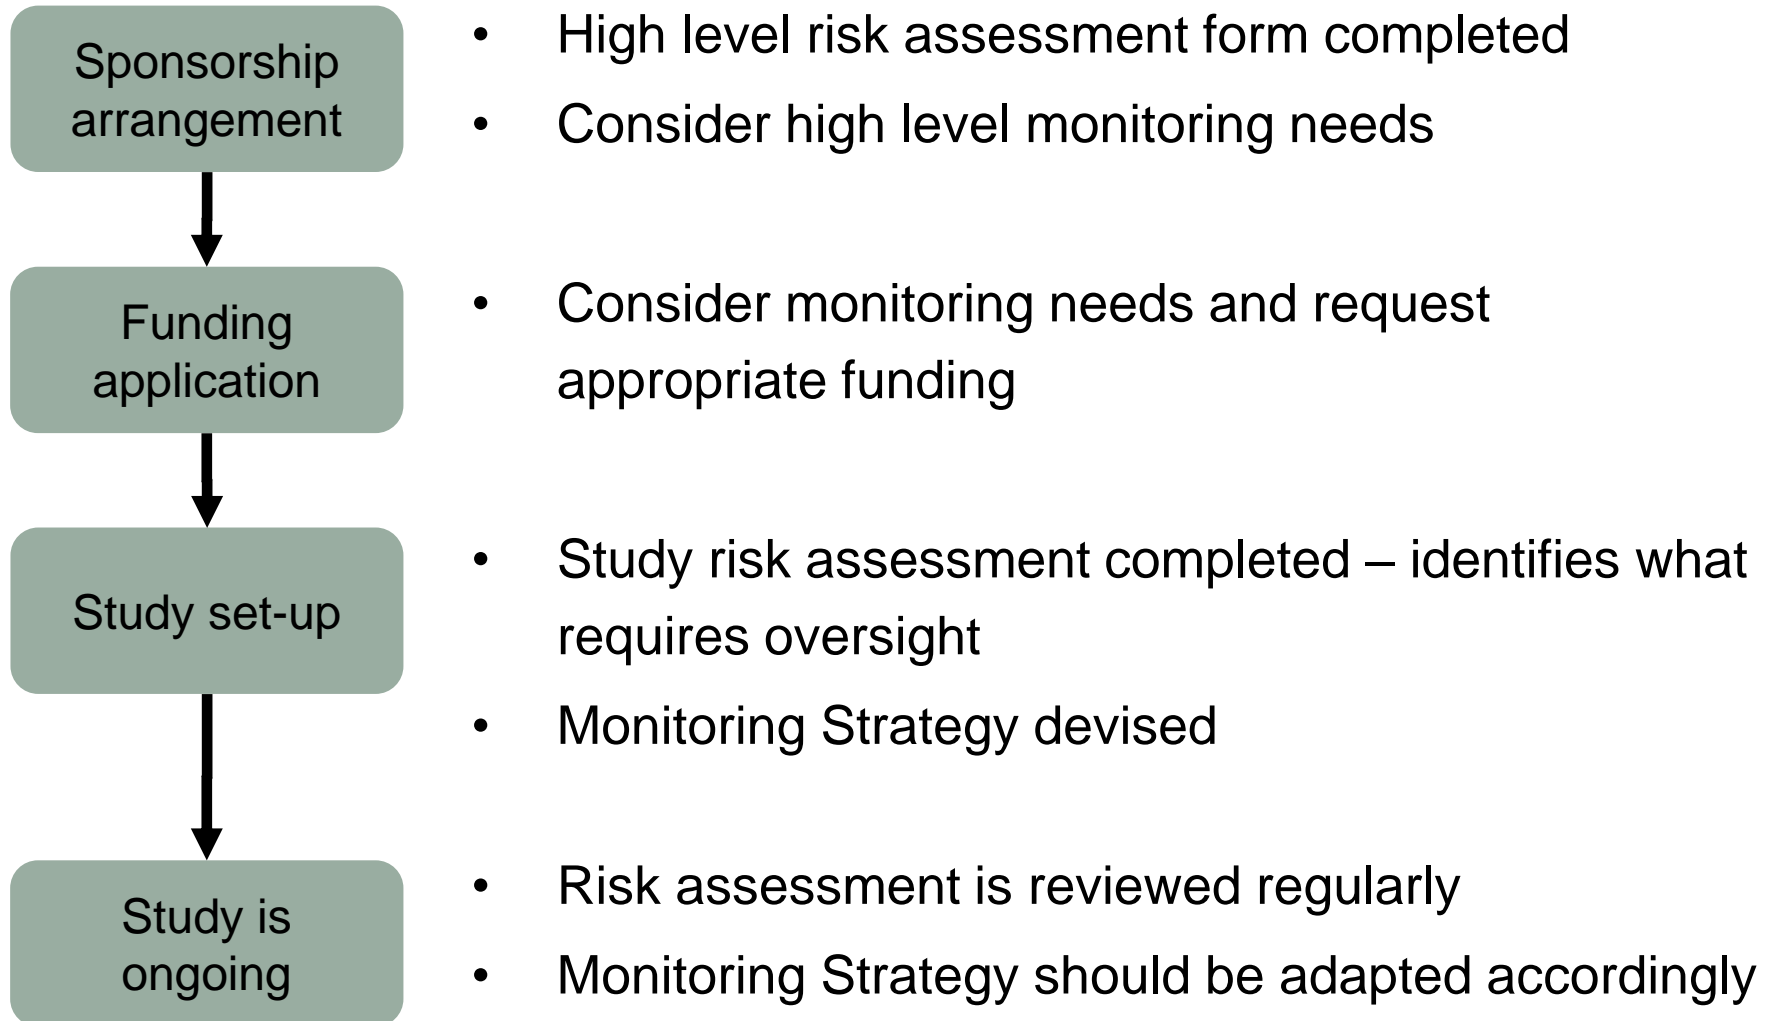 Sponsorship
arrangement
• High level risk assessment form completed
• Consider high level monitoring needs
Funding
application
• Consider monitoring needs and request
appropriate funding
Study set-up
• Study risk assessment completed – identifies what
requires oversight
• Monitoring Strategy devised
Study is
ongoing
• Risk assessment is reviewed regularly
• Monitoring Strategy should be adapted accordingly